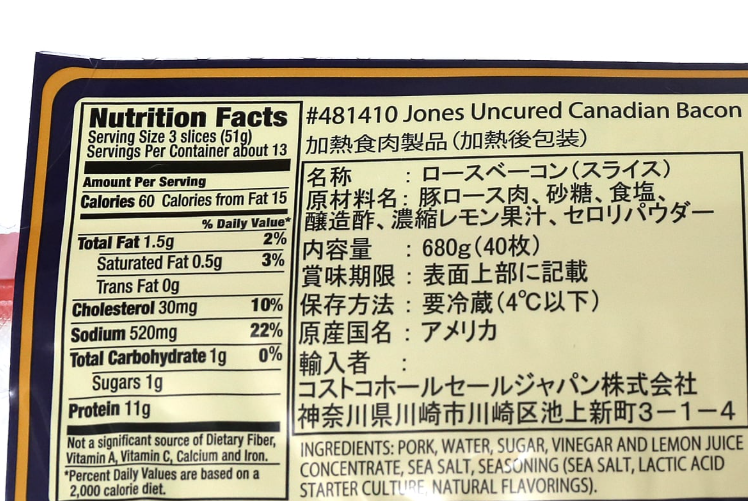 Nutrition Facts
Serving Size 3 slices (51g)
Servings Per Container about 13
Amount Per Serving
Calories 60 Calories from Fat 15
% Daily Value*
Total Fat 1.5g 2%
Saturated Fat 0.5g 3%
Trans Fat 0g
Cholesterol 30mg 10%
Sodium 520mg 22%
Total Carbohydrate 1g 0%
Sugars 1g
Protein 11g
Not a significant source of Dietary Fiber,
Vitamin A, Vitamin C, Calcium and Iron.
*Percent Daily Values are based on a
2,000 calorie diet.
#481410 Jones Uncured Canadian Bacon
加熱食肉製品（加熱後包装）
名称 : ロースベーコン（スライス）
原材料名 : 豚ロース肉、砂糖、食塩、
醸造酢、濃縮レモン果汁、セロリパウダー
内容量 : 680g（40枚）
賞味期限 : 表面上部に記載
保存方法 : 要冷蔵（4℃以下）
原産国名 : アメリカ
輸入者 :
コストコホールセールジャパン株式会社
神奈川県川崎市川崎区池上新町3－1－4
INGREDIENTS: PORK, WATER, SUGAR, VINEGAR AND LEMON JUICE
CONCENTRATE, SEA SALT, SEASONING (SEA SALT, LACTIC ACID
STARTER CULTURE, NATURAL FLAVORINGS).